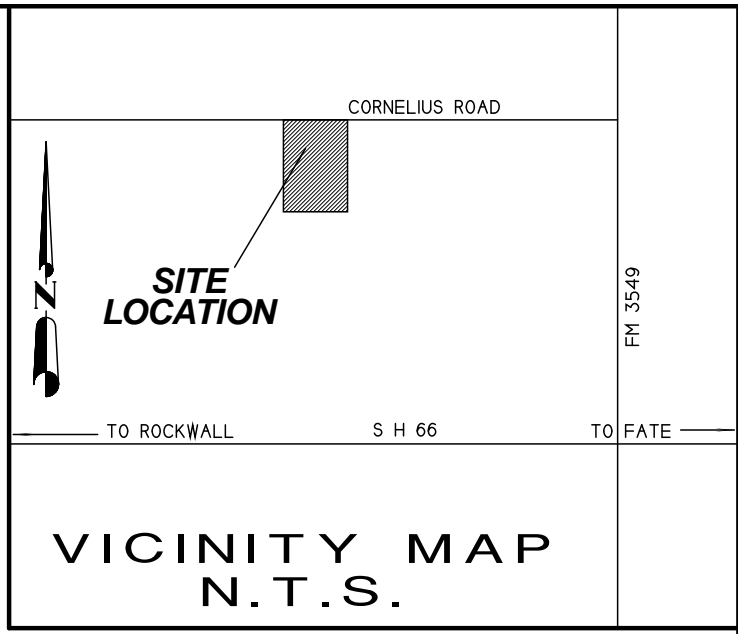 CORNELIUS ROAD
N
SITE
LOCATION
FM 3549
TO ROCKWALL
S H 66
TO FATE
VICINITY MAP
N.T.S.